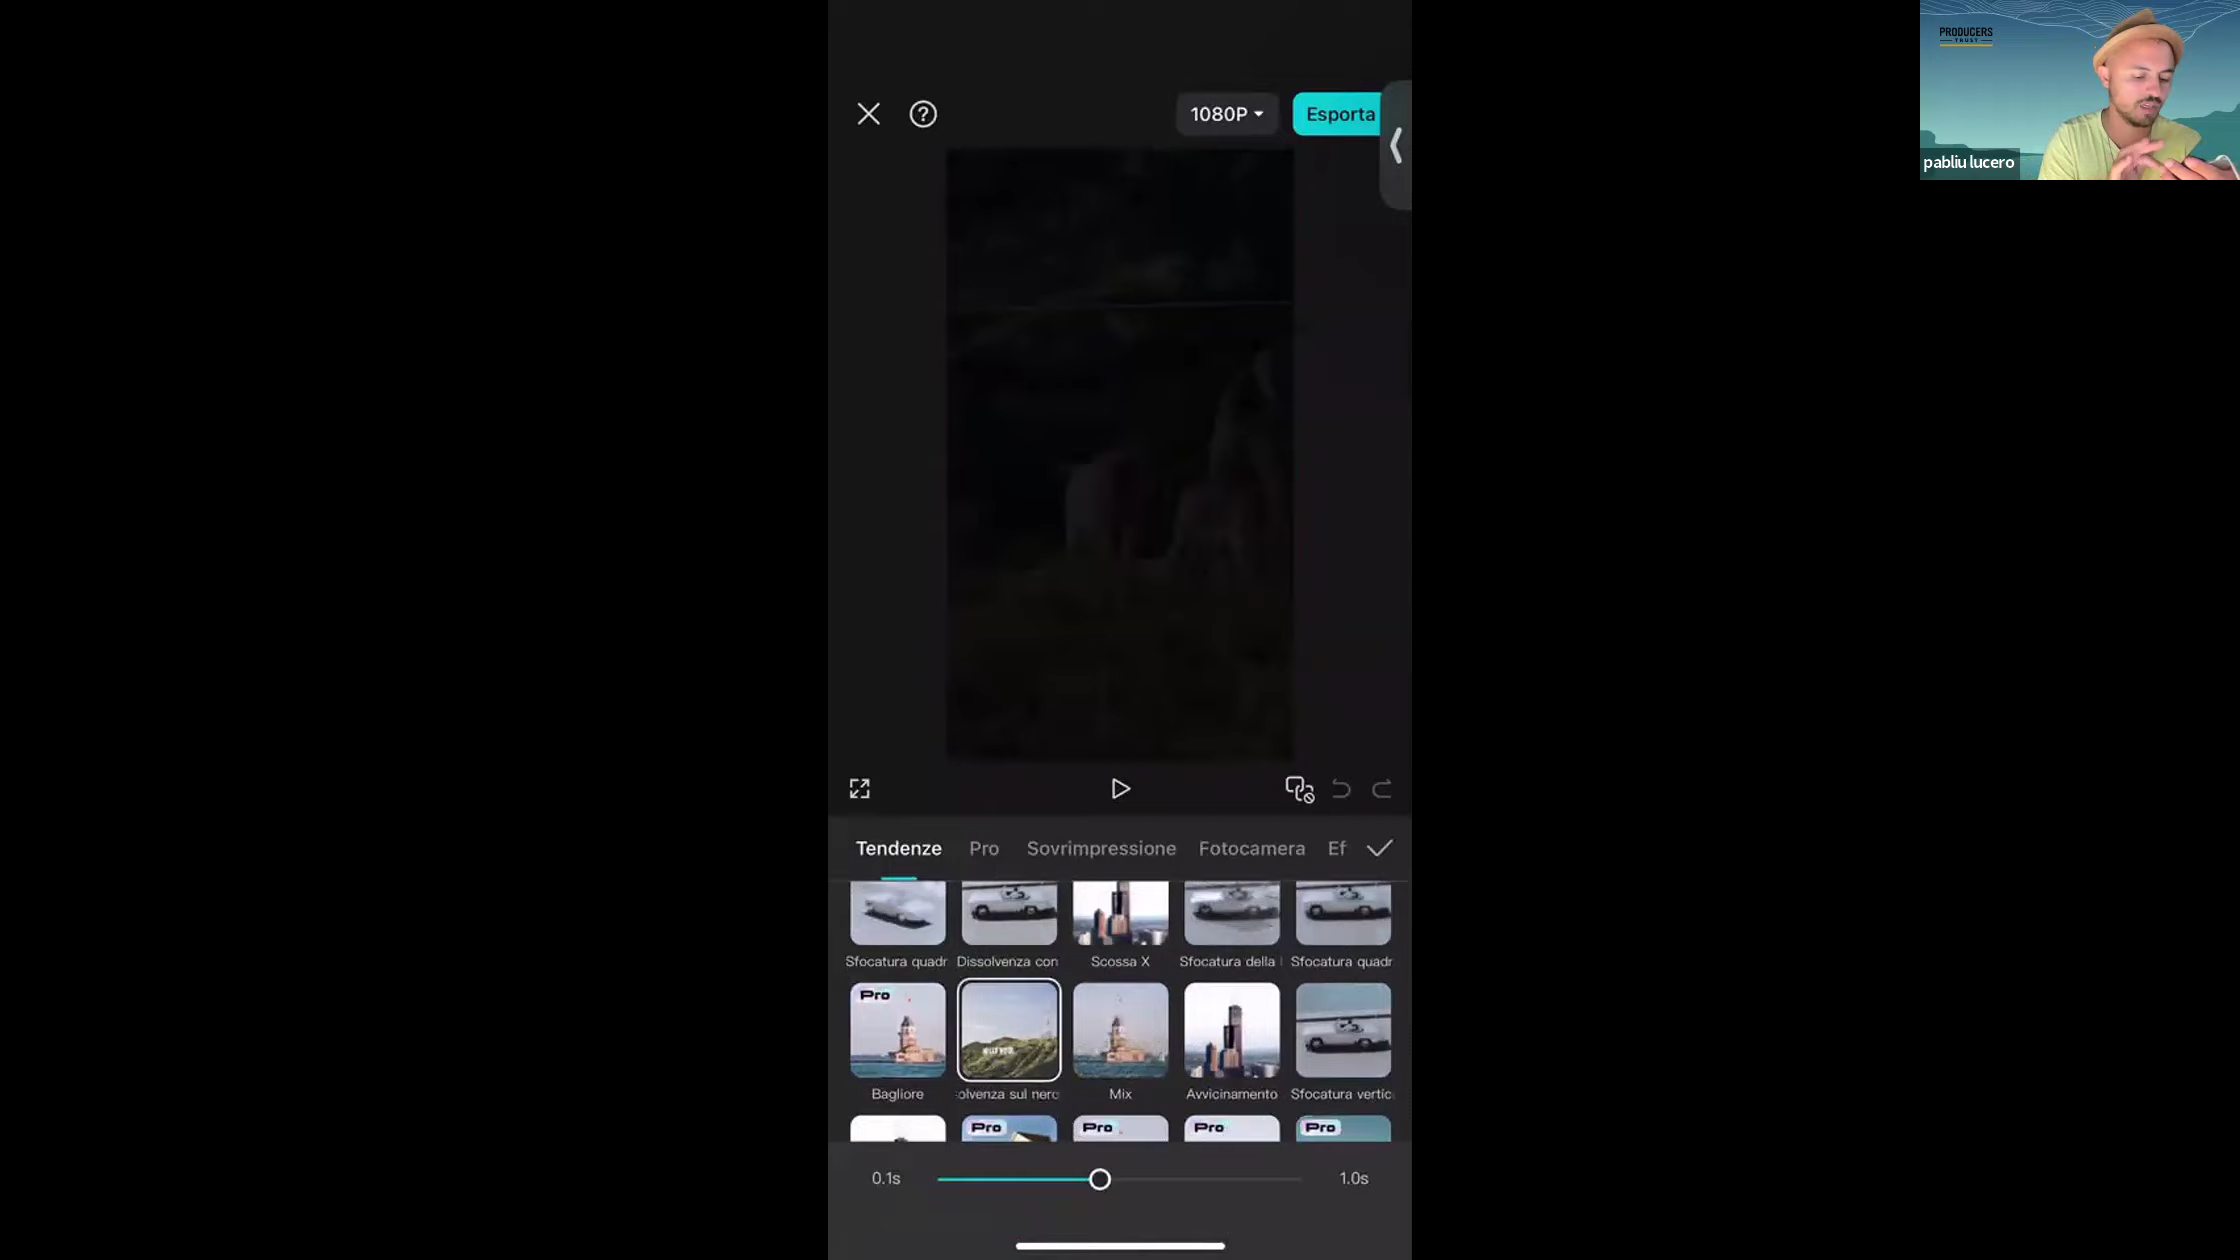 PRODUCERS
TRUST
pabliu lucero
1080P
Esporta
Tendenze
Pro
Sovrimpressione
Fotocamera
Ef
Sfocatura quadr
Dissolvenza con
Scossa X
Sfocatura della
Sfocatura quadr
Pro
Bagliore
olvenza sul nero
Mix
Avvicinamento
Sfocatura vertic
Pro
Pro
Pro
Pro
0.1s
1.0s